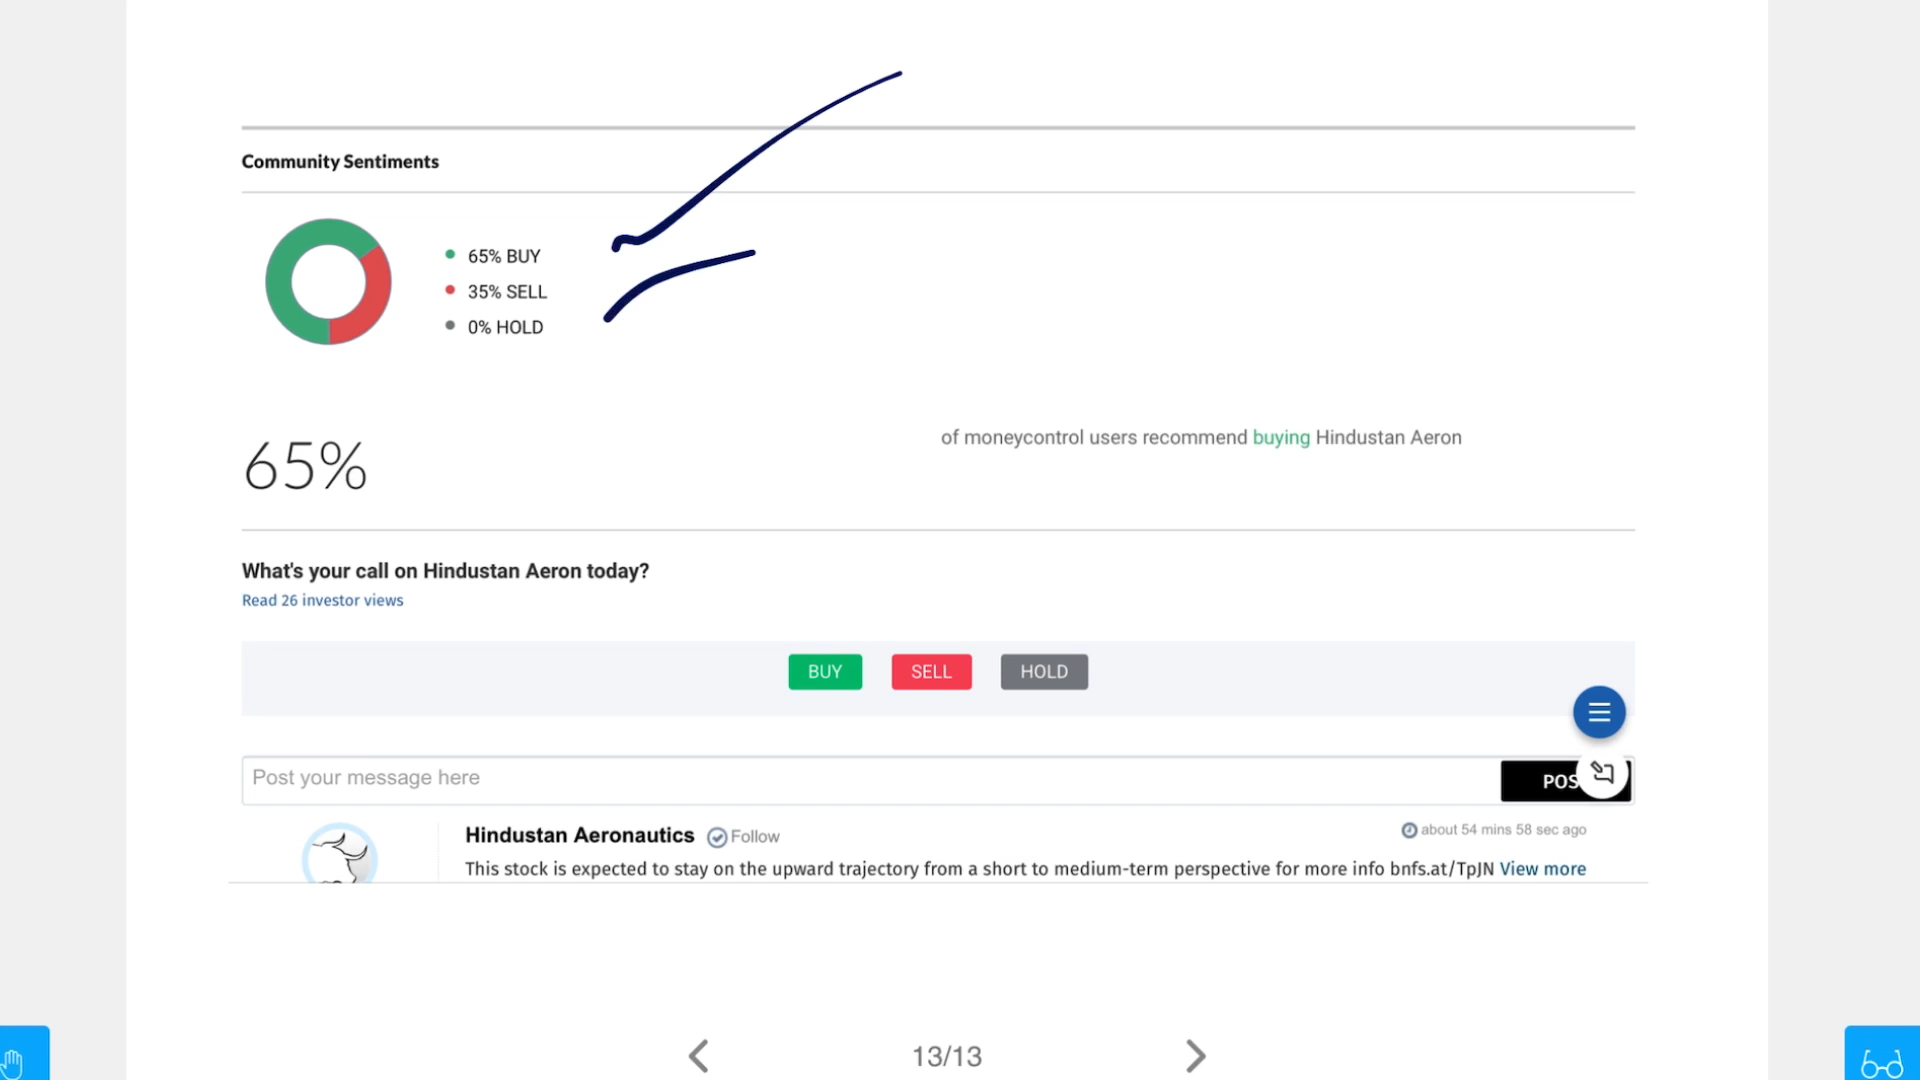 Community Sentiments
65% BUY
35% SELL
0% HOLD
65%
of moneycontrol users recommend buying Hindustan Aeron
What's your call on Hindustan Aeron today?
Read 26 investor views
BUY SELL HOLD
Post your message here
POS
Hindustan Aeronautics Follow
about 54 mins 58 sec ago
This stock is expected to stay on the upward trajectory from a short to medium-term perspective for more info bnfs.at/TpJN View more
13/13